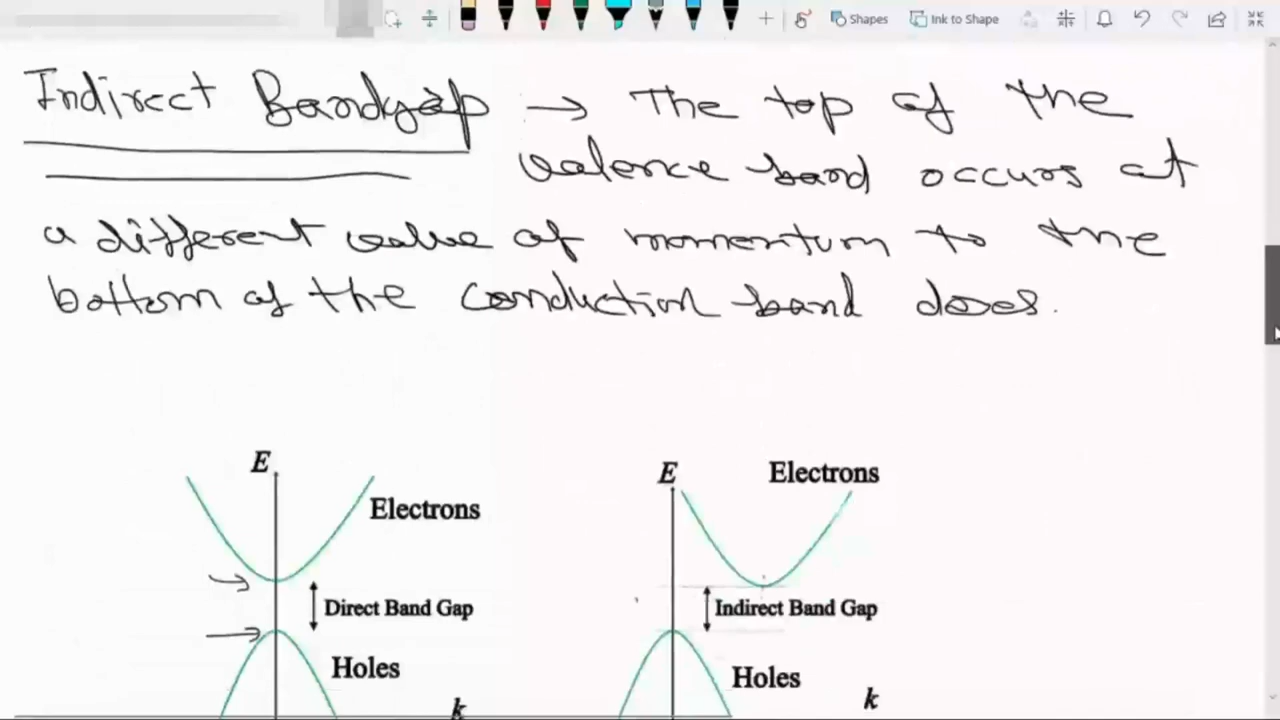 Shapes Ink to Shape
Indirect Bandgap → The top of the
valence band occurs at
a different value of momentum to the
bottom of the conduction band does.
E
Electrons
Direct Band Gap
Holes
k
E
Electrons
Indirect Band Gap
Holes
k